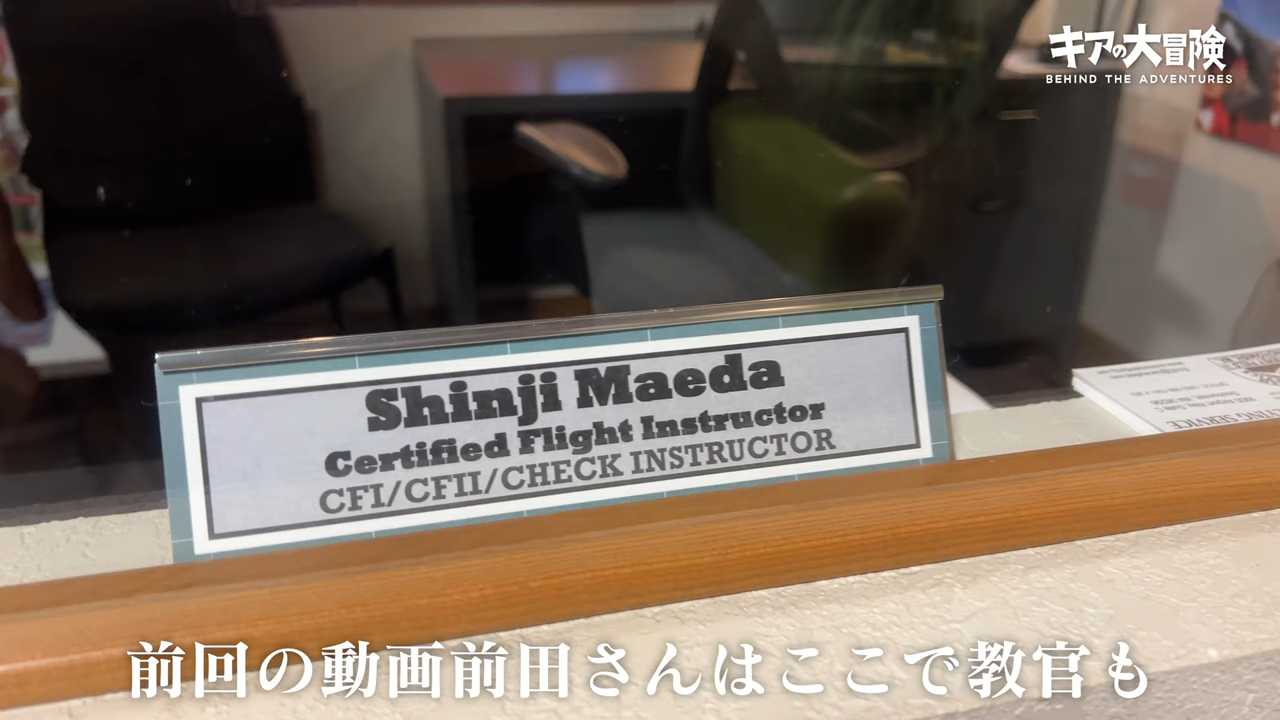 キアの大冒険
BEHIND THE ADVENTURES
Shinji Maeda
Certified Flight Instructor
CFI/CFII/CHECK INSTRUCTOR
前回の動画前田さんはここで教官も